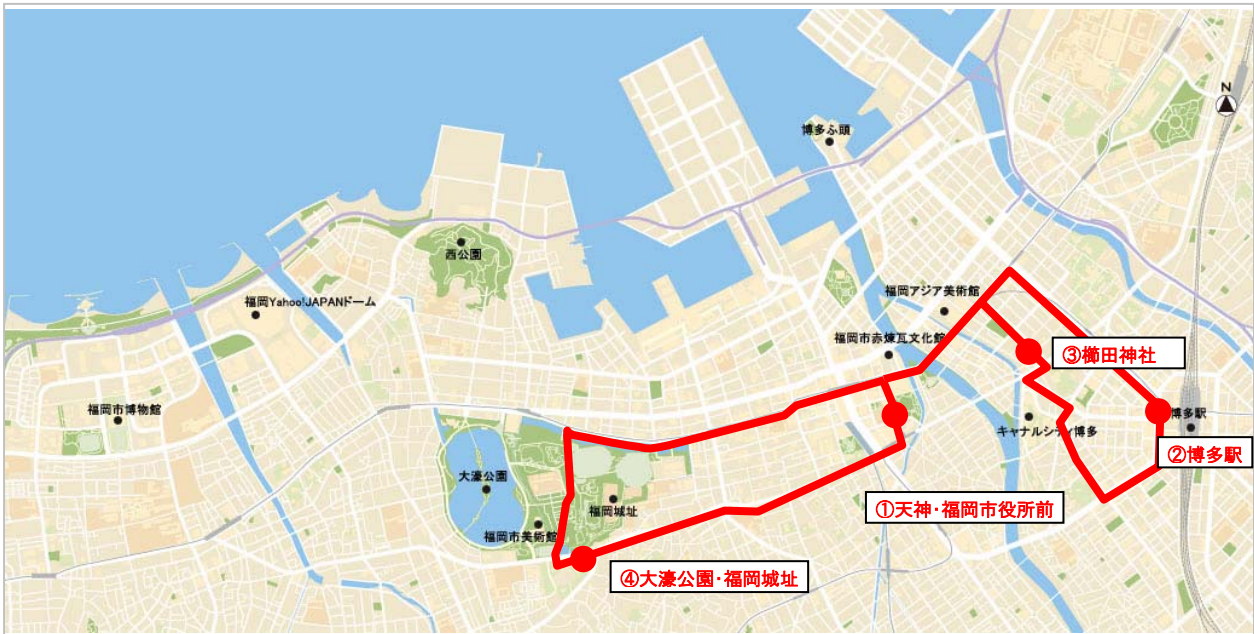 N
博多ふ頭
西公園
福岡Yahoo!JAPANドーム
福岡アジア美術館
福岡市赤煉瓦文化館
③櫛田神社
福岡市博物館
博多駅
キャナルシティ博多
②博多駅
大濠公園
福岡城址
①天神・福岡市役所前
福岡市美術館
④大濠公園・福岡城址